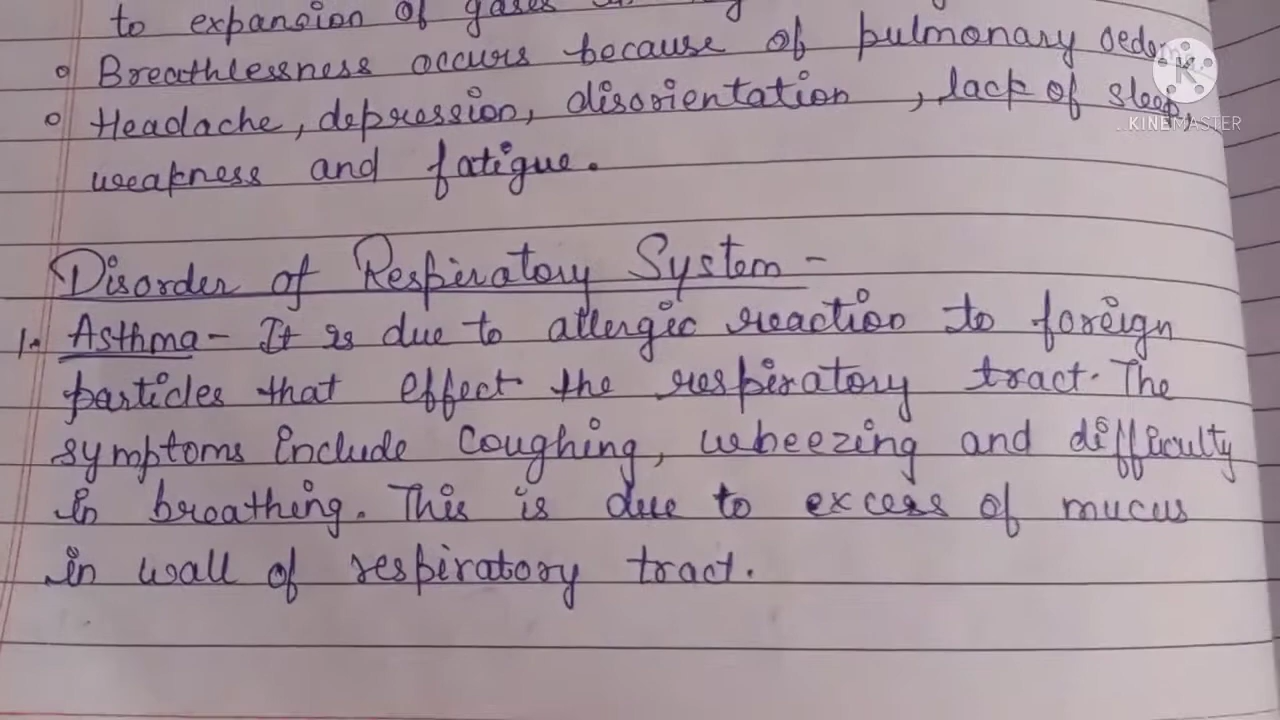 to expansion of gases
o Breathlessness occurs because of pulmonary oedema
o Headache, depression, disorientation , lack of sleep,
weakness and fatigue.
Disorder of Respiratory System -
1. Asthma - It is due to allergic reaction to foreign
particles that effect the respiratory tract. The
symptoms include coughing, wheezing and difficulty
in breathing. This is due to excess of mucus
in wall of respiratory tract.
K
KINEMASTER